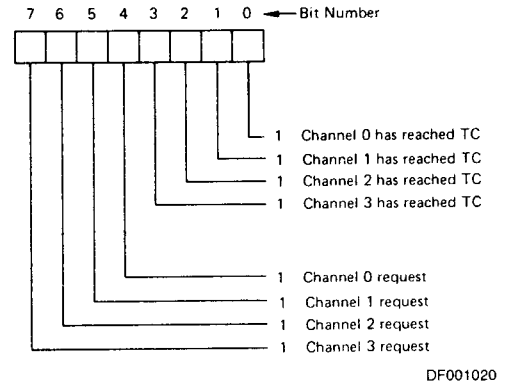 7 6 5 4 3 2 1 0 Bit Number
1 Channel 0 has reached TC
1 Channel 1 has reached TC
1 Channel 2 has reached TC
1 Channel 3 has reached TC
1 Channel 0 request
1 Channel 1 request
1 Channel 2 request
1 Channel 3 request
DF001020